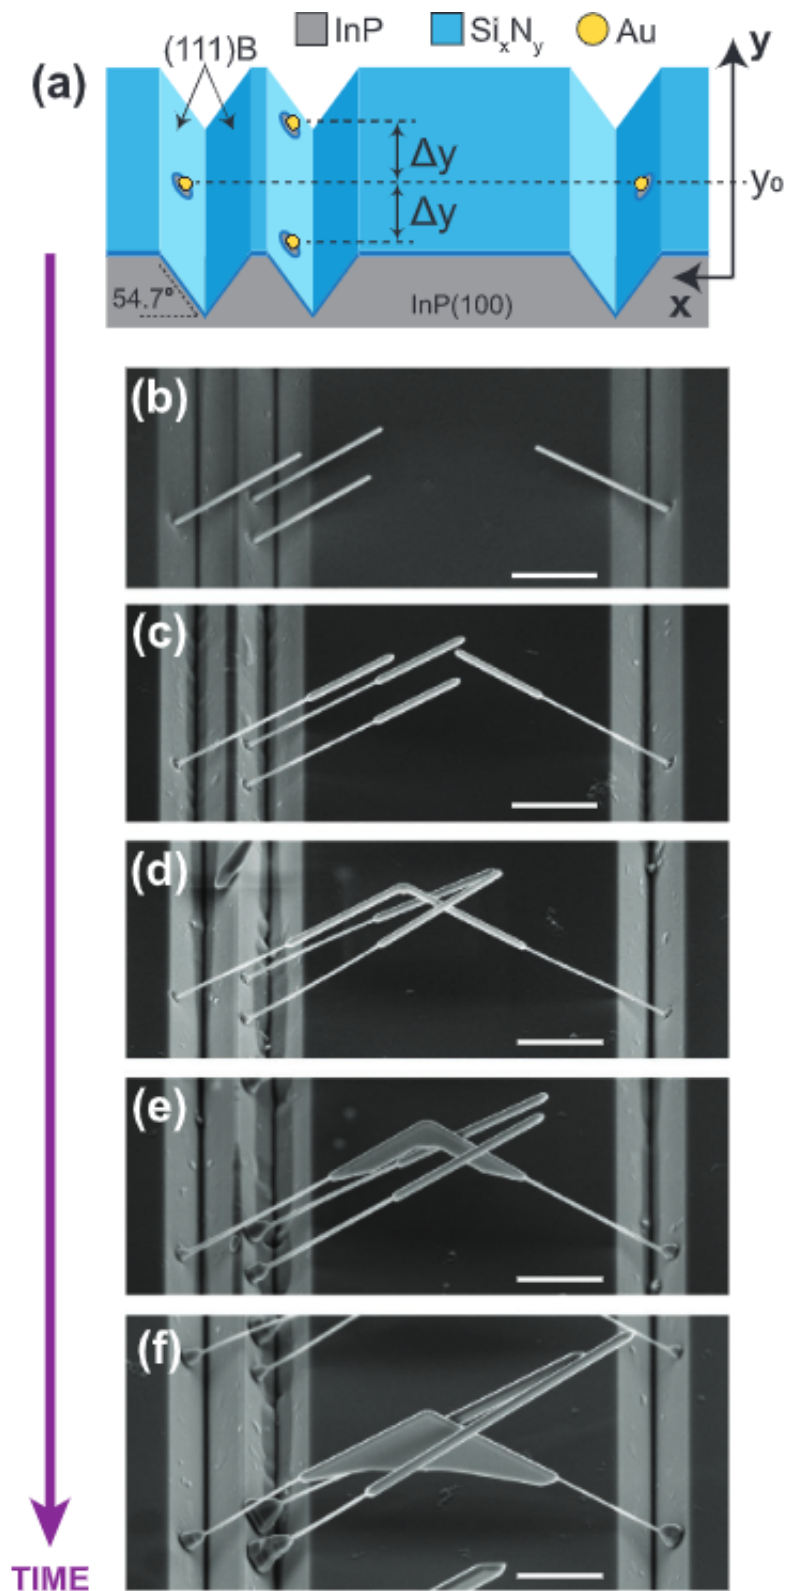 InP SixNy Au
(a)
(111)B
y
Δy
y₀
Δy
54.7°
InP(100)
x
(b)
(c)
(d)
(e)
(f)
TIME